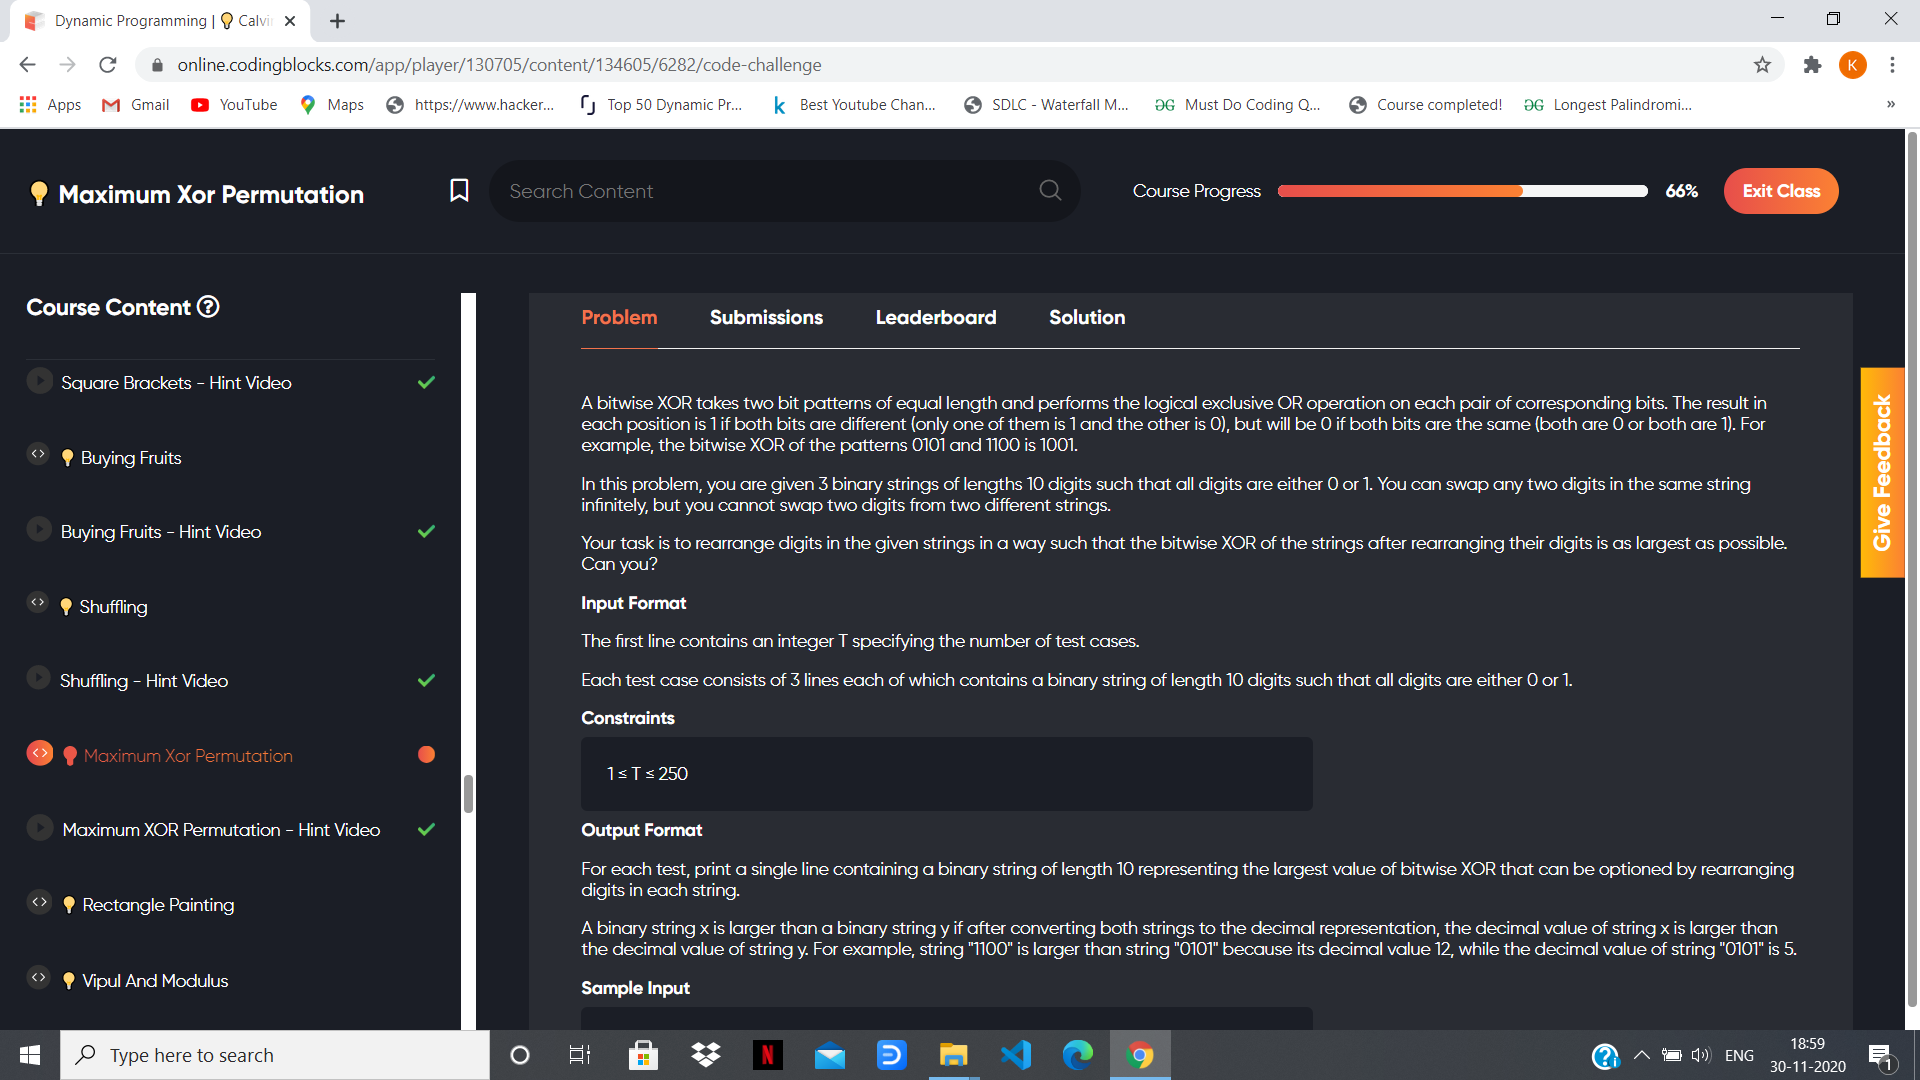 Dynamic Programming | Calvi
online.codingblocks.com/app/player/130705/content/134605/6282/code-challenge
K
Apps
Gmail
YouTube
Maps
https://www.hacker...
Top 50 Dynamic Pr...
Best Youtube Chan...
SDLC - Waterfall M...
Must Do Coding Q...
Course completed!
Longest Palindromi...
»
Maximum Xor Permutation
Search Content
Course Progress
66%
Exit Class
Course Content
Square Brackets - Hint Video
Buying Fruits
Buying Fruits - Hint Video
Shuffling
Shuffling - Hint Video
Maximum Xor Permutation
Maximum XOR Permutation - Hint Video
Rectangle Painting
Vipul And Modulus
Problem
Submissions
Leaderboard
Solution
A bitwise XOR takes two bit patterns of equal length and performs the logical exclusive OR operation on each pair of corresponding bits. The result in
each position is 1 if both bits are different (only one of them is 1 and the other is 0), but will be 0 if both bits are the same (both are 0 or both are 1). For
example, the bitwise XOR of the patterns 0101 and 1100 is 1001.
In this problem, you are given 3 binary strings of lengths 10 digits such that all digits are either 0 or 1. You can swap any two digits in the same string
infinitely, but you cannot swap two digits from two different strings.
Your task is to rearrange digits in the given strings in a way such that the bitwise XOR of the strings after rearranging their digits is as largest as possible.
Can you?
Input Format
The first line contains an integer T specifying the number of test cases.
Each test case consists of 3 lines each of which contains a binary string of length 10 digits such that all digits are either 0 or 1.
Constraints
1 ≤ T ≤ 250
Output Format
For each test, print a single line containing a binary string of length 10 representing the largest value of bitwise XOR that can be optioned by rearranging
digits in each string.
A binary string x is larger than a binary string y if after converting both strings to the decimal representation, the decimal value of string x is larger than
the decimal value of string y. For example, string "1100" is larger than string "0101" because its decimal value 12, while the decimal value of string "0101" is 5.
Sample Input
Give Feedback
Type here to search
ENG
18:59
30-11-2020
1